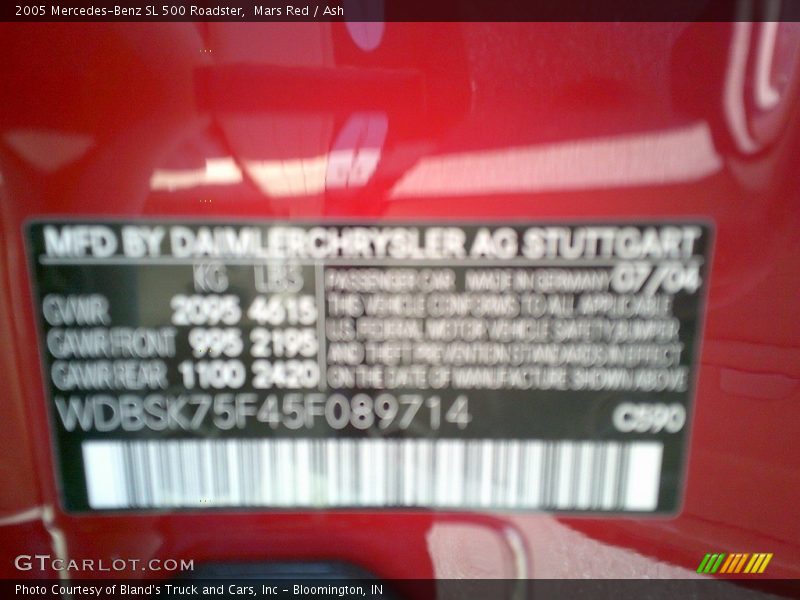 2005 Mercedes-Benz SL 500 Roadster,  Mars Red / Ash
MFD BY DAIMLERCHRYSLER AG STUTTGART
KG LBS
GVWR 2095 4615
GAWR FRONT 995 2195
GAWR REAR 1100 2420
PASSENGER CAR MADE IN GERMANY 07/04
THIS VEHICLE CONFORMS TO ALL APPLICABLE
U.S. FEDERAL MOTOR VEHICLE SAFETY BUMPER
AND THEFT PREVENTION STANDARDS IN EFFECT
ON THE DATE OF MANUFACTURE SHOWN ABOVE
WDBSK75F45F089714
C590
GTCARLOT.COM
Photo Courtesy of Bland's Truck and Cars, Inc - Bloomington, IN